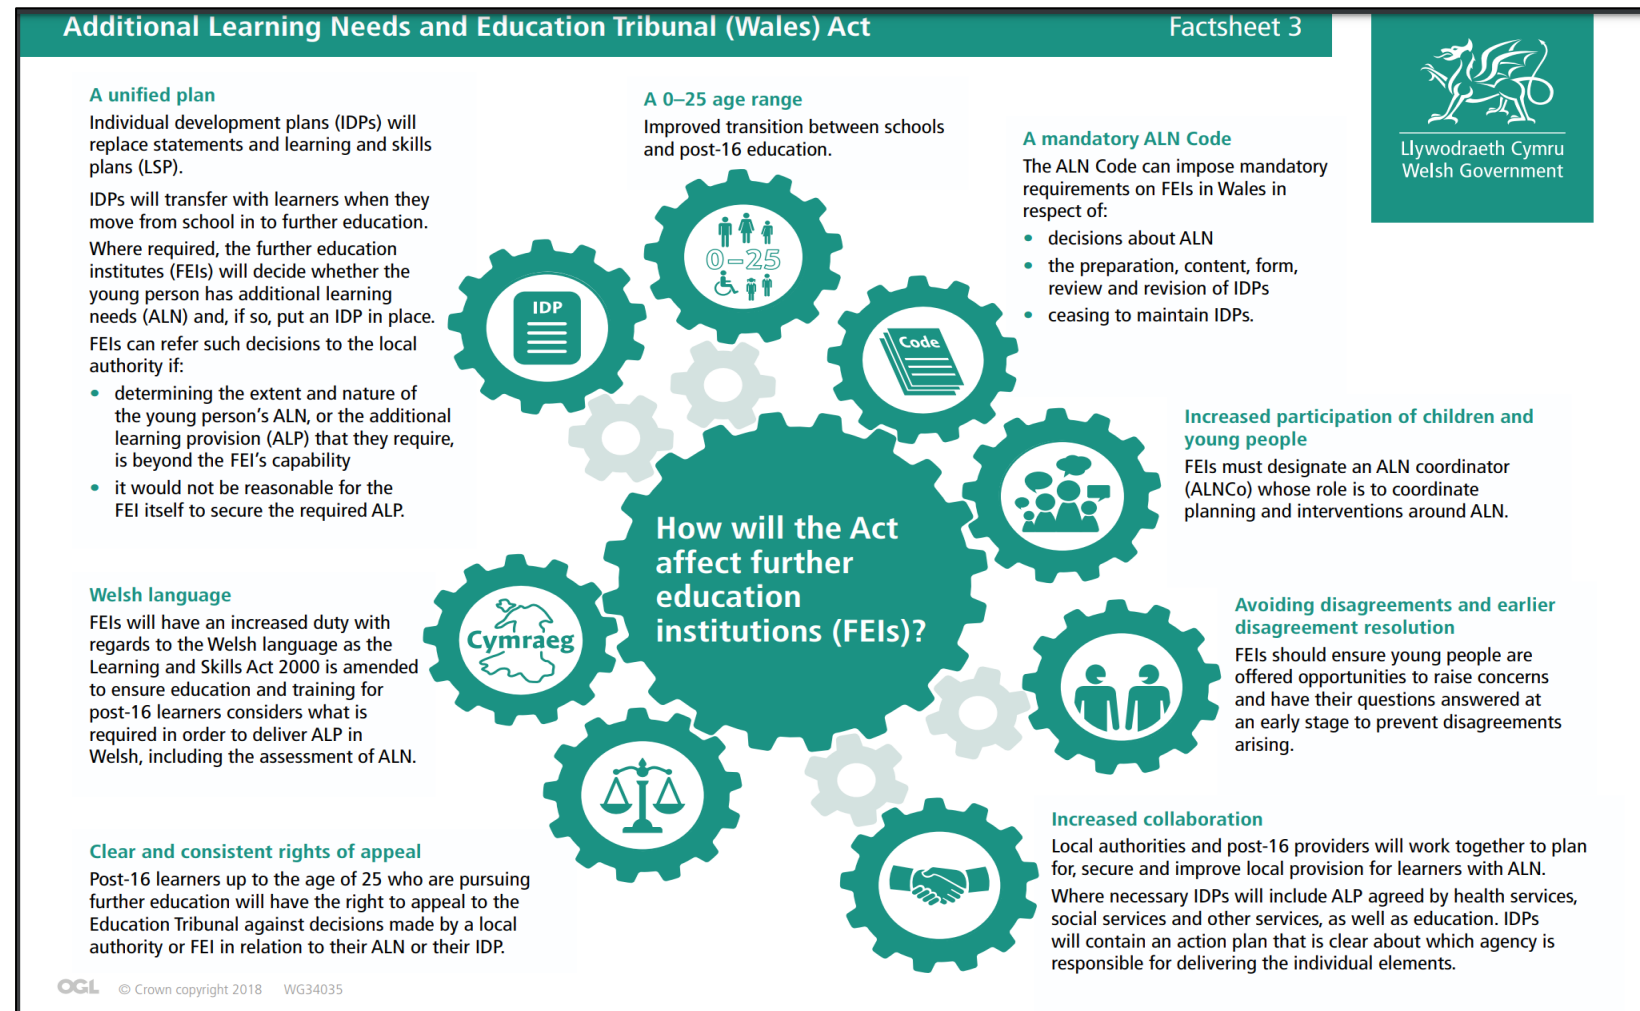 Additional Learning Needs and Education Tribunal (Wales) Act
Factsheet 3
Llywodraeth Cymru
Welsh Government
A unified plan
Individual development plans (IDPs) will
replace statements and learning and skills
plans (LSP).
IDPs will transfer with learners when they
move from school in to further education.
Where required, the further education
institutes (FEIs) will decide whether the
young person has additional learning
needs (ALN) and, if so, put an IDP in place.
FEIs can refer such decisions to the local
authority if:
• determining the extent and nature of
the young person's ALN, or the additional
learning provision (ALP) that they require,
is beyond the FEI's capability
• it would not be reasonable for the
FEI itself to secure the required ALP.
IDP
A 0–25 age range
Improved transition between schools
and post-16 education.
0–25
A mandatory ALN Code
The ALN Code can impose mandatory
requirements on FEIs in Wales in
respect of:
• decisions about ALN
• the preparation, content, form,
review and revision of IDPs
• ceasing to maintain IDPs.
Code
Increased participation of children and
young people
FEIs must designate an ALN coordinator
(ALNCo) whose role is to coordinate
planning and interventions around ALN.
How will the Act
affect further
education
institutions (FEIs)?
Welsh language
FEIs will have an increased duty with
regards to the Welsh language as the
Learning and Skills Act 2000 is amended
to ensure education and training for
post-16 learners considers what is
required in order to deliver ALP in
Welsh, including the assessment of ALN.
Cymraeg
Avoiding disagreements and earlier
disagreement resolution
FEIs should ensure young people are
offered opportunities to raise concerns
and have their questions answered at
an early stage to prevent disagreements
arising.
Clear and consistent rights of appeal
Post-16 learners up to the age of 25 who are pursuing
further education will have the right to appeal to the
Education Tribunal against decisions made by a local
authority or FEI in relation to their ALN or their IDP.
Increased collaboration
Local authorities and post-16 providers will work together to plan
for, secure and improve local provision for learners with ALN.
Where necessary IDPs will include ALP agreed by health services,
social services and other services, as well as education. IDPs
will contain an action plan that is clear about which agency is
responsible for delivering the individual elements.
OGL © Crown copyright 2018 WG34035